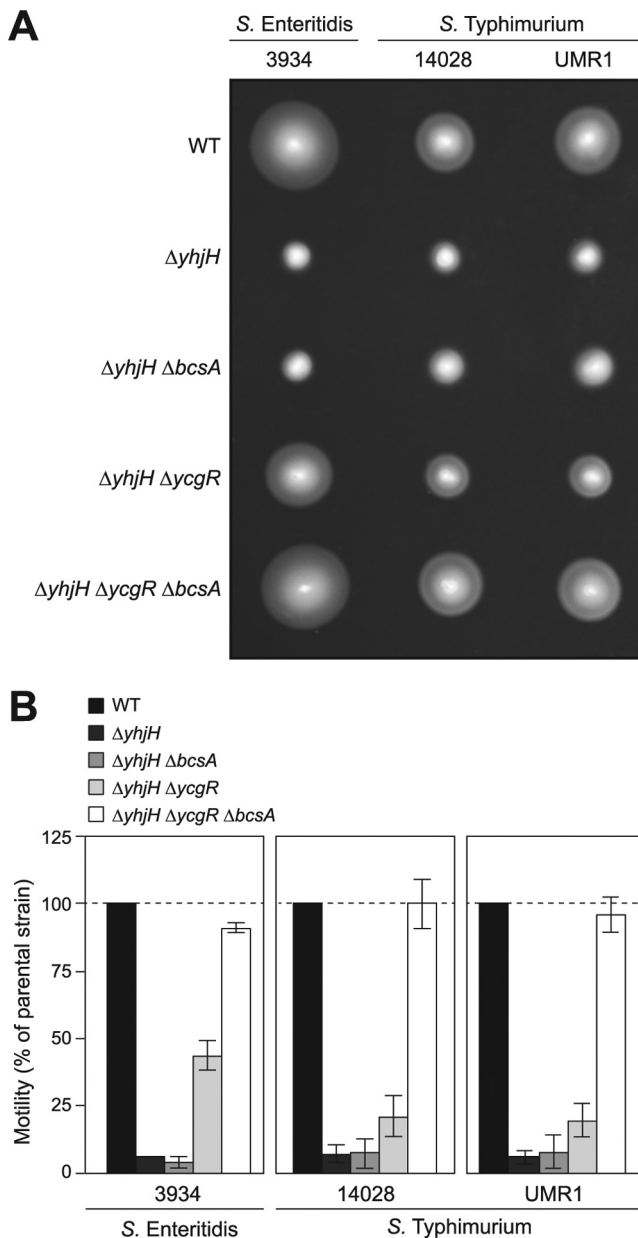 A
S. Enteritidis
S. Typhimurium
3934
14028
UMR1
WT
ΔyhjH
ΔyhjH ΔbcsA
ΔyhjH ΔycgR
ΔyhjH ΔycgR ΔbcsA
B
WT
ΔyhjH
ΔyhjH ΔbcsA
ΔyhjH ΔycgR
ΔyhjH ΔycgR ΔbcsA
Motility (% of parental strain)
125
100
75
50
25
0
3934
14028
UMR1
S. Enteritidis
S. Typhimurium